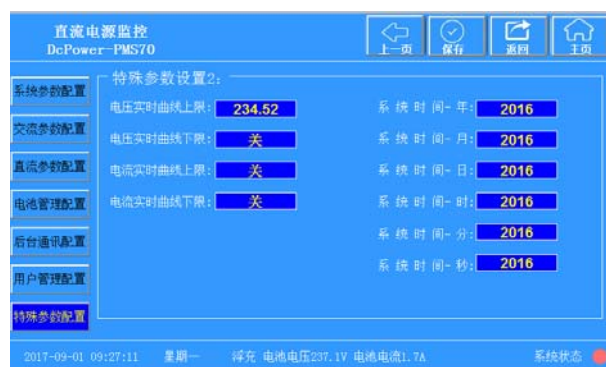 直流电源监控
DcPower-PMS70
上一页 保存 返回 主页
系统参数配置
交流参数配置
直流参数配置
电池管理配置
后台通讯配置
用户管理配置
特殊参数配置
特殊参数设置2:
电压实时曲线上限: 234.52
电压实时曲线下限: 关
电流实时曲线上限: 关
电流实时曲线下限: 关
系 统 时 间- 年: 2016
系 统 时 间- 月: 2016
系 统 时 间- 日: 2016
系 统 时 间- 时: 2016
系 统 时 间- 分: 2016
系 统 时 间- 秒: 2016
2017-09-01 09:27:11 星期一 浮充 电池电压237.1V 电池电流1.7A 系统状态